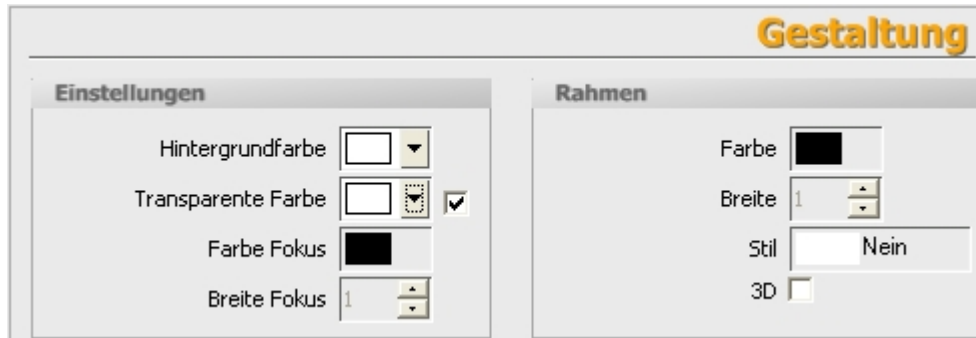 Gestaltung
Einstellungen
Hintergrundfarbe
Transparente Farbe
Farbe Fokus
Breite Fokus 1
Rahmen
Farbe
Breite 1
Stil Nein
3D